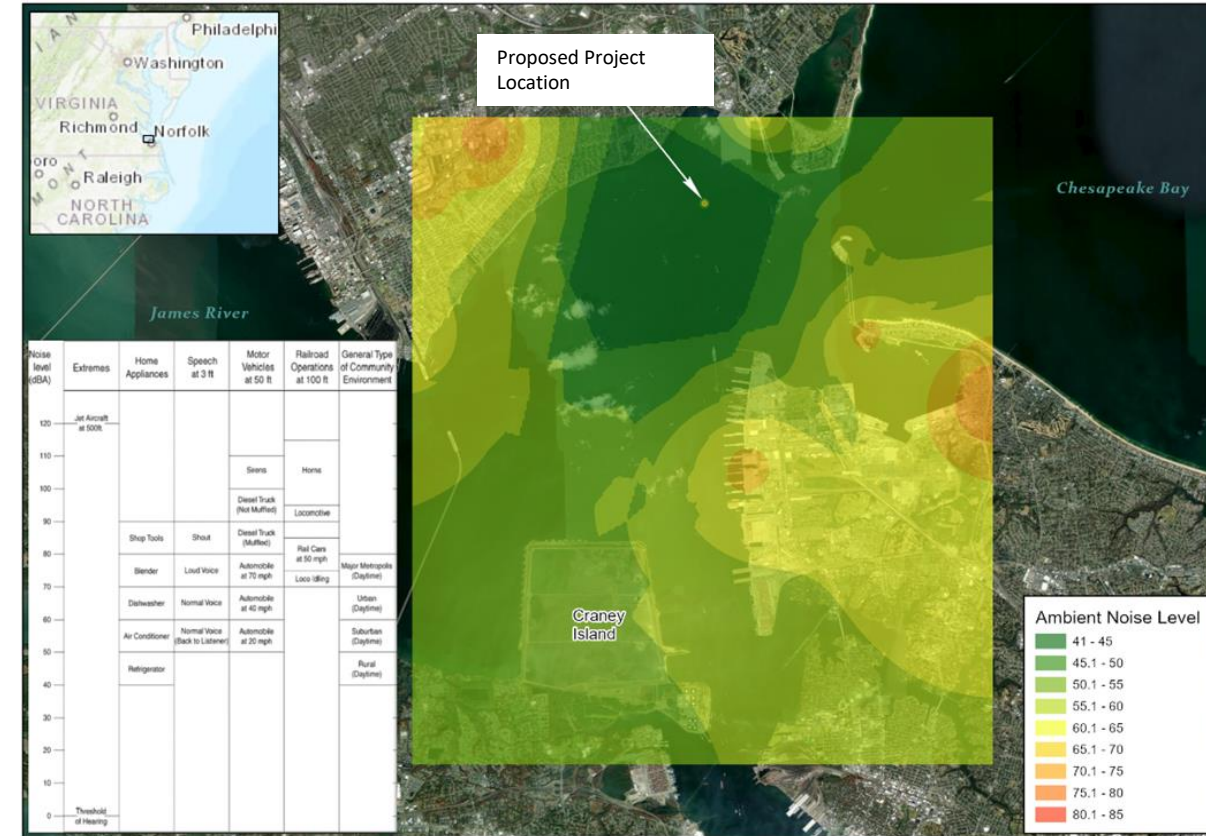 Philadelphi
Washington
VIRGINIA
Richmond
Norfolk
oro
Raleigh
NORTH
CAROLINA
Proposed Project
Location
Chesapeake Bay
James River
Craney
Island
Noise
level
(dBA)
Extremes
Home
Appliances
Speech
at 3 ft
Motor
Vehicles
at 50 ft
Railroad
Operations
at 100 ft
General Type
of Community
Environment
120
Jet Aircraft
at 500ft
110
Sirens
Horns
100
Diesel Truck
(Not Muffled)
Locomotive
90
Shop Tools
Shout
Diesel Truck
(Muffled)
Rail Cars
at 50 mph
80
Blender
Loud Voice
Automobile
at 70 mph
Loco Idling
Major Metropolis
(Daytime)
70
Dishwasher
Normal Voice
Automobile
at 40 mph
Urban
(Daytime)
60
Air Conditioner
Normal Voice
(Back to Listener)
Automobile
at 20 mph
Suburban
(Daytime)
50
Refrigerator
Rural
(Daytime)
40
30
20
10
0
Threshold
of Hearing
Ambient Noise Level
41 - 45
45.1 - 50
50.1 - 55
55.1 - 60
60.1 - 65
65.1 - 70
70.1 - 75
75.1 - 80
80.1 - 85